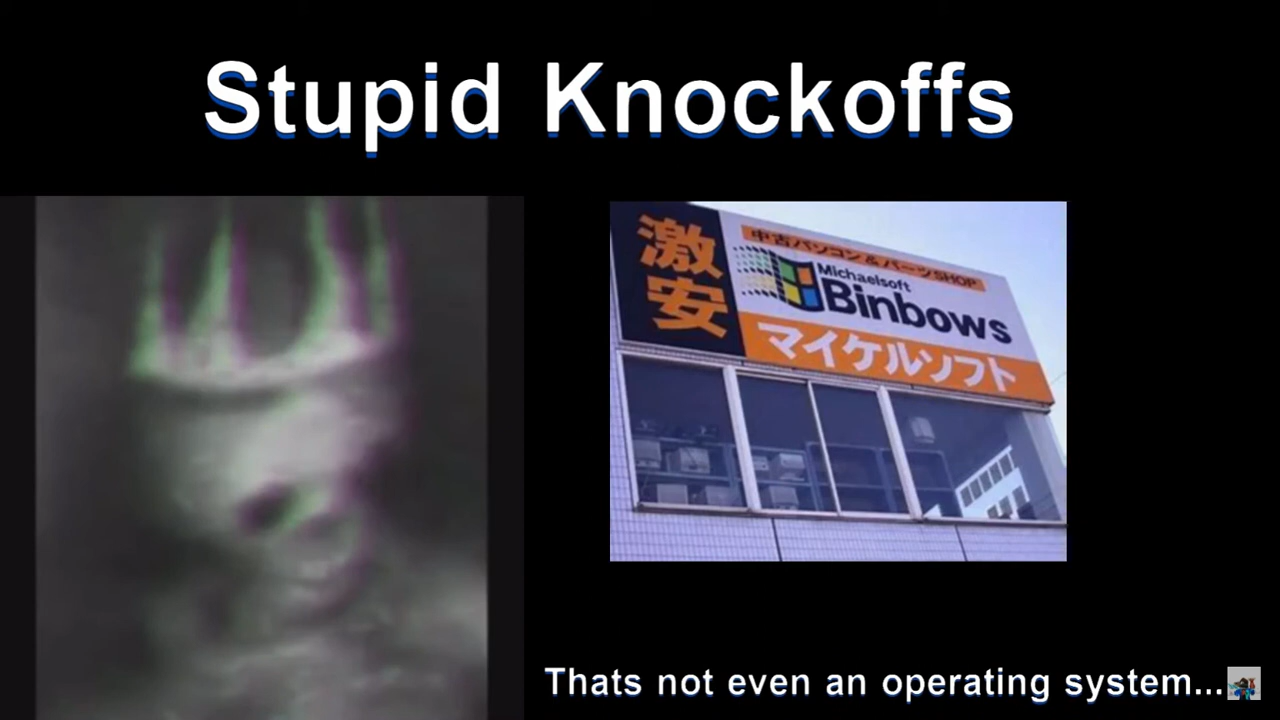 Stupid Knockoffs
激安
中古パソコン&パーツSHOP
Michaelsoft
Binbows
マイケルソフト
Thats not even an operating system...